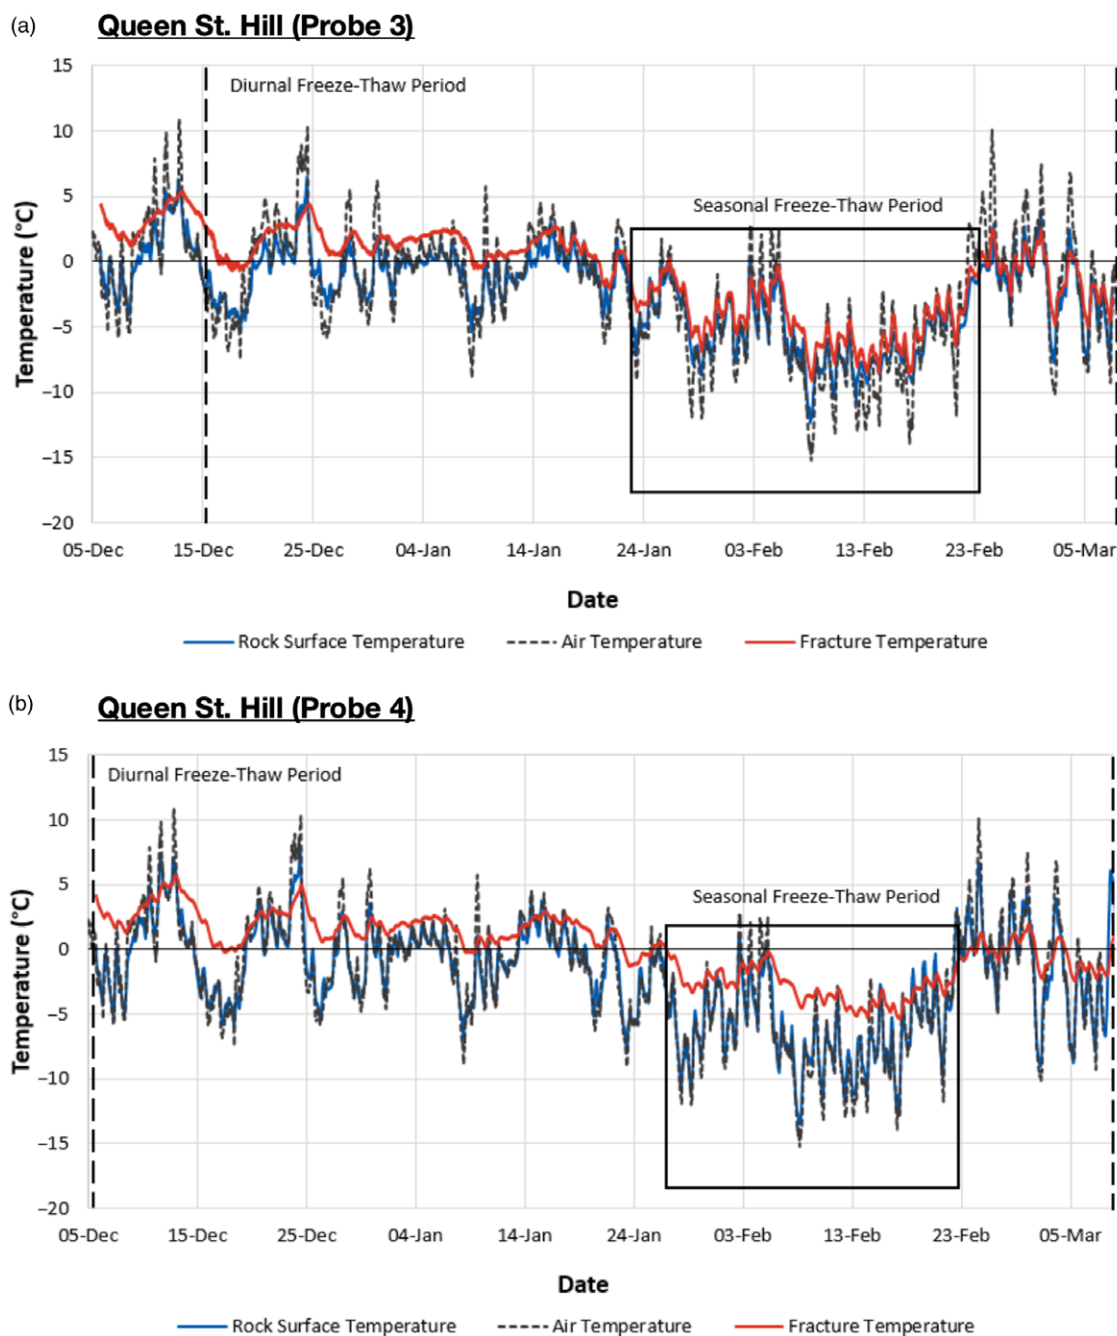 (a) Queen St. Hill (Probe 3)
15
Diurnal Freeze-Thaw Period
10
5
Seasonal Freeze-Thaw Period
0
−5
−10
−15
−20
Temperature (°C)
05-Dec 15-Dec 25-Dec 04-Jan 14-Jan 24-Jan 03-Feb 13-Feb 23-Feb 05-Mar
Date
Rock Surface Temperature Air Temperature Fracture Temperature
(b) Queen St. Hill (Probe 4)
15
Diurnal Freeze-Thaw Period
10
5
Seasonal Freeze-Thaw Period
0
−5
−10
−15
−20
Temperature (°C)
05-Dec 15-Dec 25-Dec 04-Jan 14-Jan 24-Jan 03-Feb 13-Feb 23-Feb 05-Mar
Date
Rock Surface Temperature Air Temperature Fracture Temperature